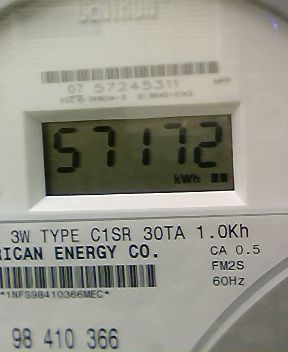 CENTRON
07 57245311
57172
kWh
3W TYPE C1SR 30TA 1.0Kh
RICAN ENERGY CO. CA 0.5
FM2S
60Hz
*1NFS98410366MEC*
98 410 366